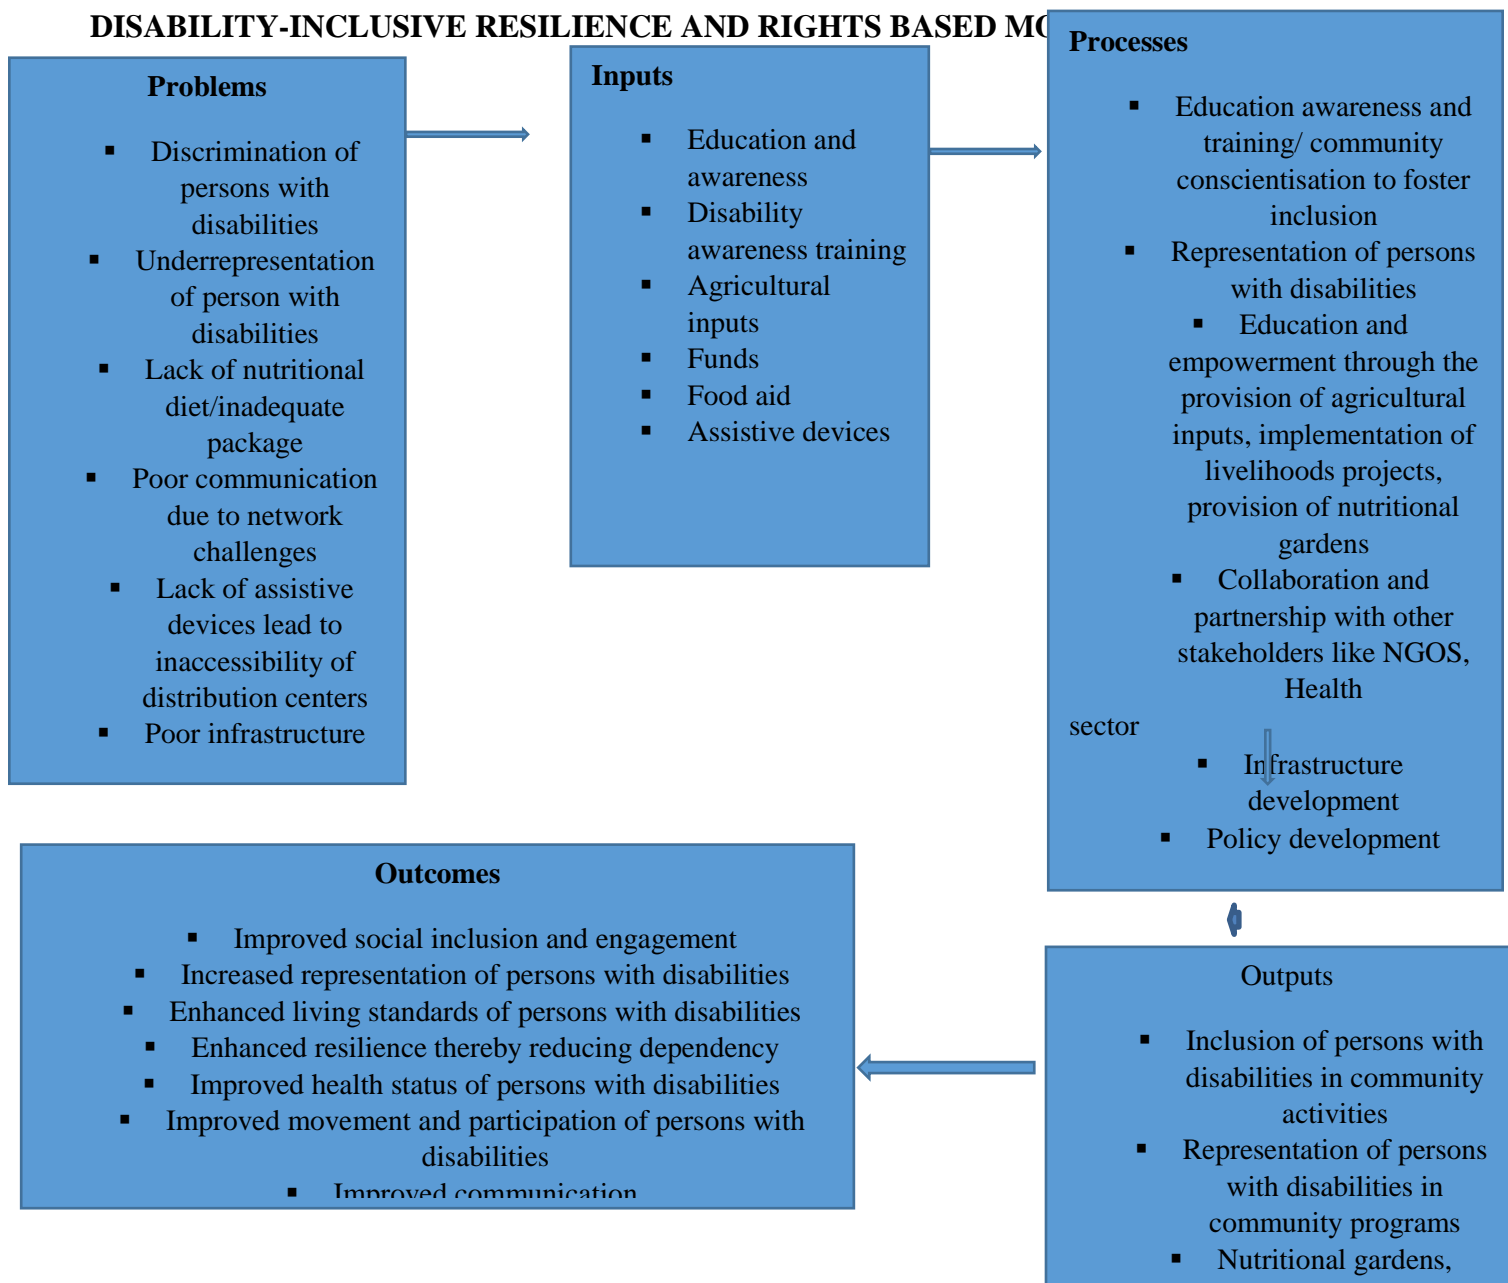 DISABILITY-INCLUSIVE RESILIENCE AND RIGHTS BASED
Problems
▪ Discrimination of
persons with
disabilities
▪ Underrepresentation
of person with
disabilities
▪ Lack of nutritional
diet/inadequate
package
▪ Poor communication
due to network
challenges
▪ Lack of assistive
devices lead to
inaccessibility of
distribution centers
▪ Poor infrastructure
Inputs
▪ Education and
awareness
▪ Disability
awareness training
▪ Agricultural
inputs
▪ Funds
▪ Food aid
▪ Assistive devices
Processes
▪ Education awareness and
training/ community
conscientisation to foster
inclusion
▪ Representation of persons
with disabilities
▪ Education and
empowerment through the
provision of agricultural
inputs, implementation of
livelihoods projects,
provision of nutritional
gardens
▪ Collaboration and
partnership with other
stakeholders like NGOS,
Health
sector
▪ Infrastructure
development
▪ Policy development
Outputs
▪ Inclusion of persons with
disabilities in community
activities
▪ Representation of persons
with disabilities in
community programs
▪ Nutritional gardens,
Outcomes
▪ Improved social inclusion and engagement
▪ Increased representation of persons with disabilities
▪ Enhanced living standards of persons with disabilities
▪ Enhanced resilience thereby reducing dependency
▪ Improved health status of persons with disabilities
▪ Improved movement and participation of persons with
disabilities
▪ Improved communication